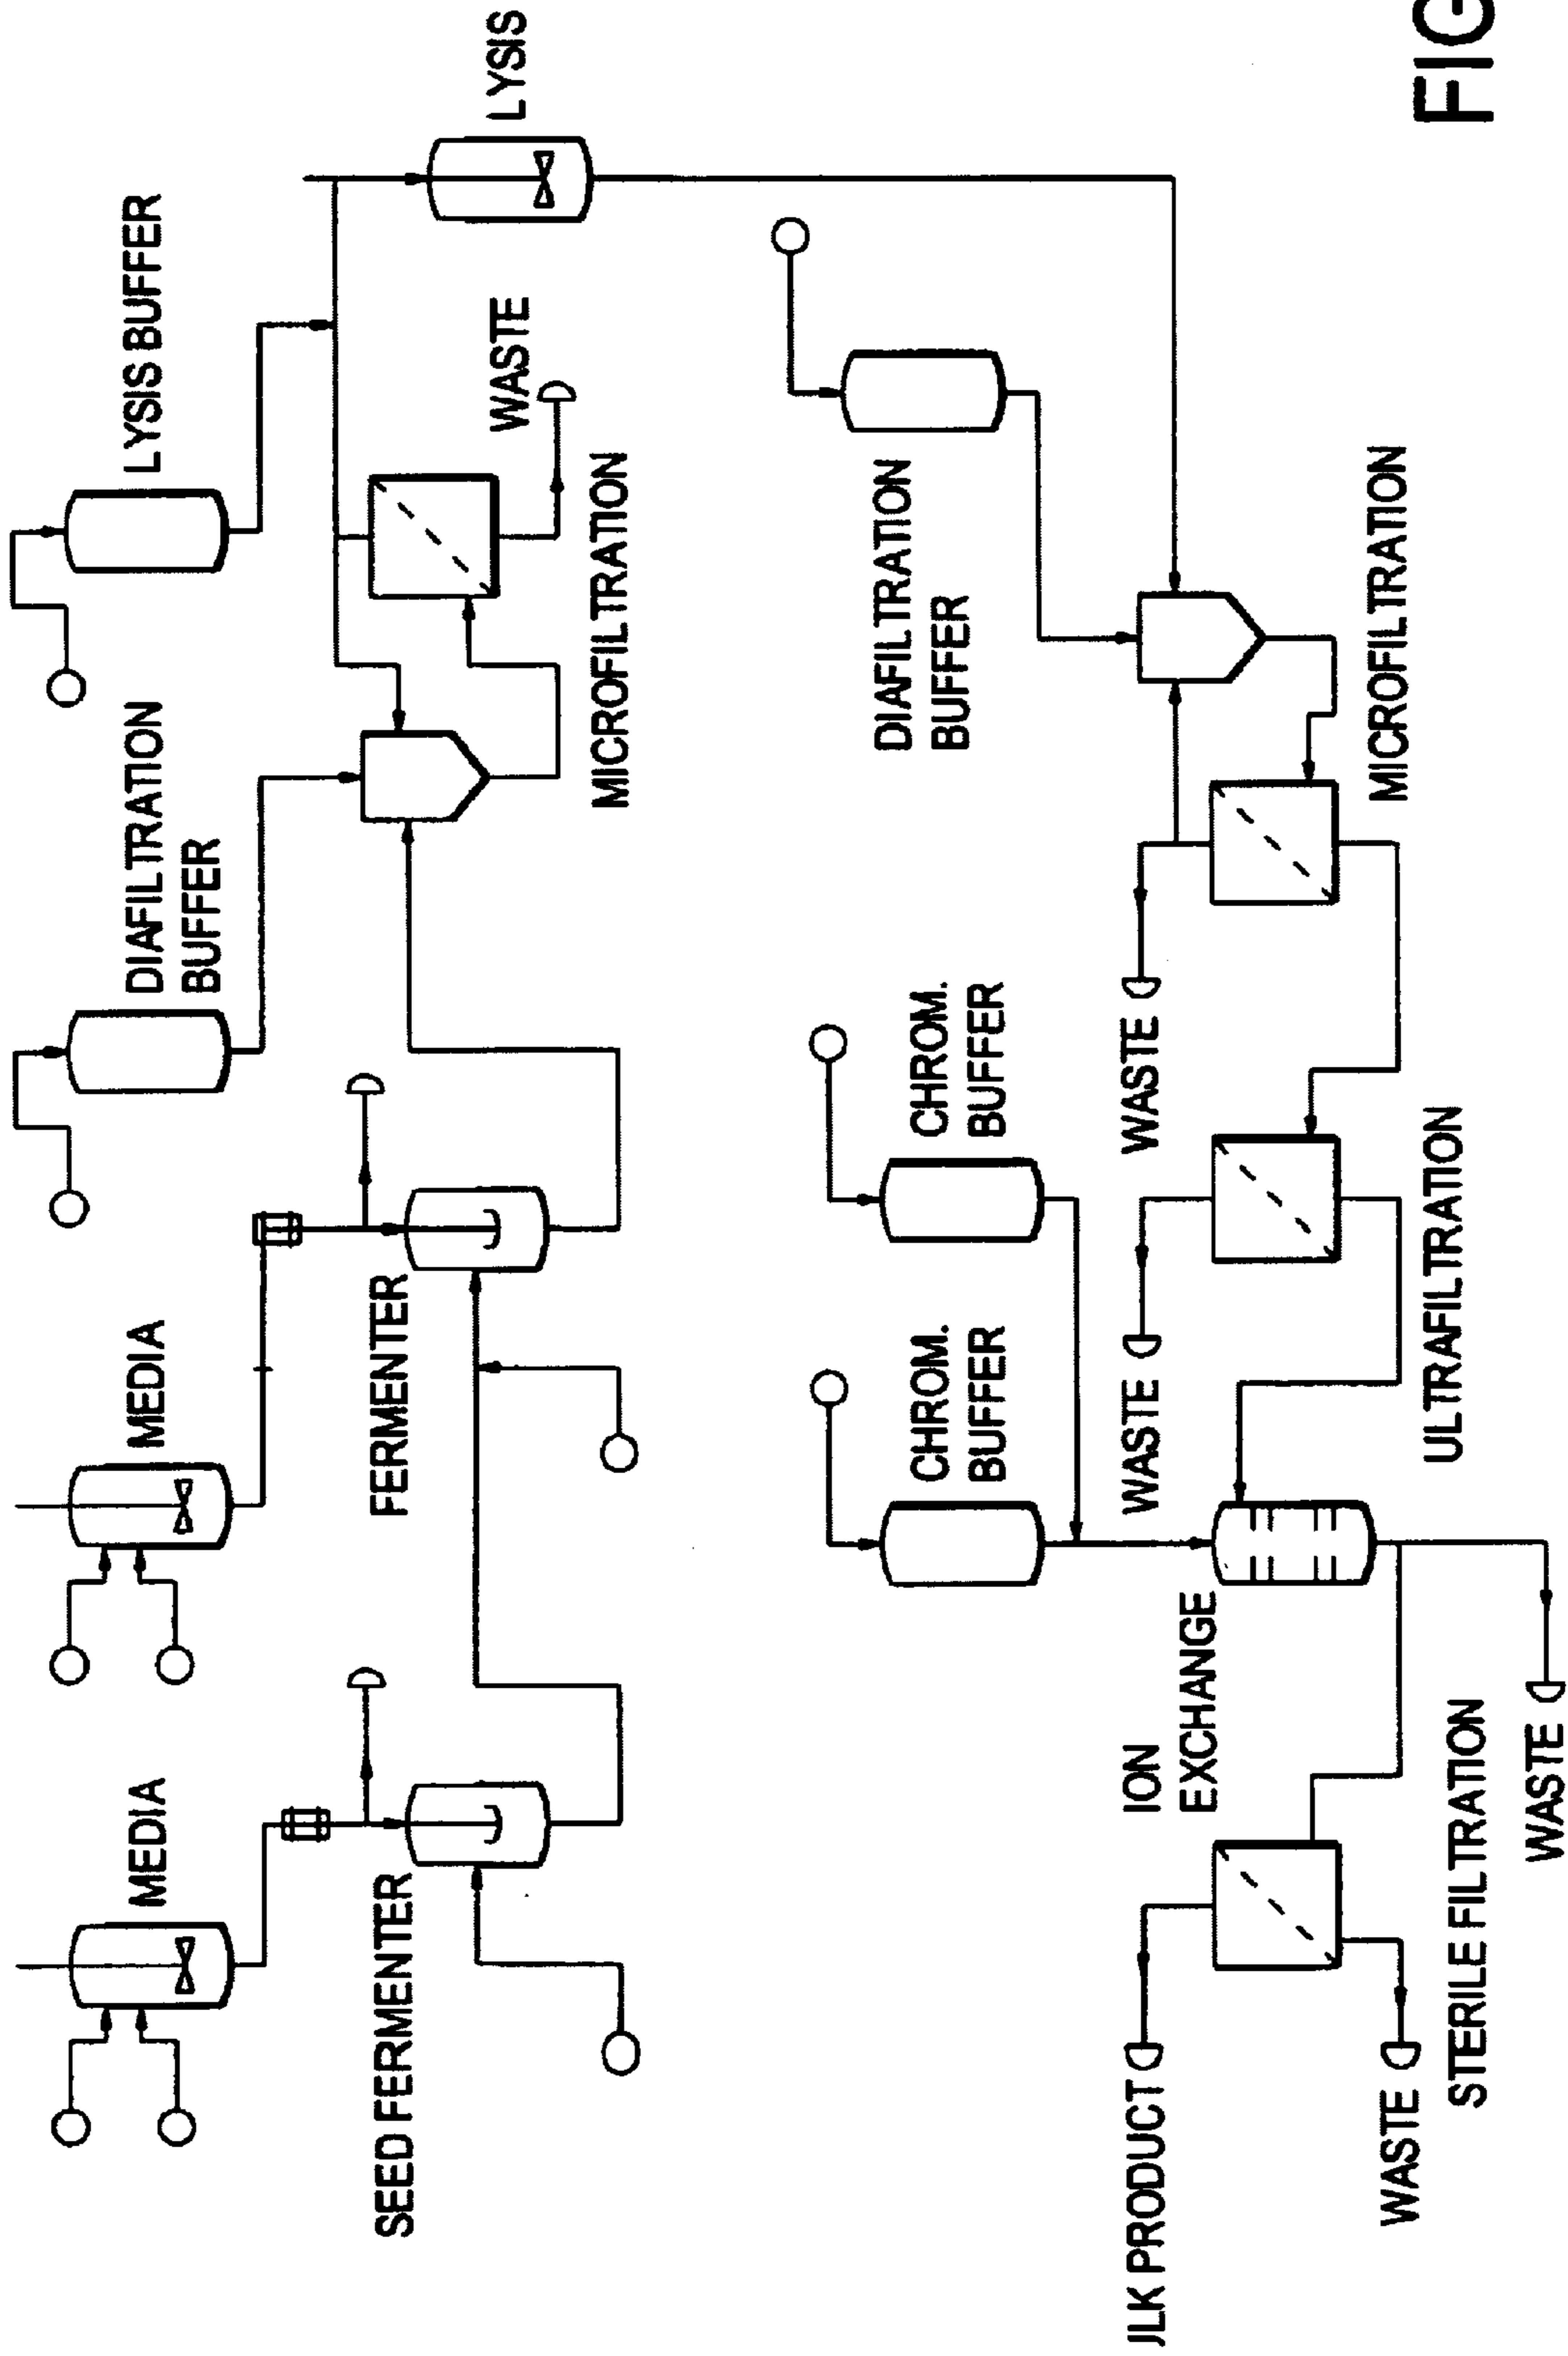 MEDIA
MEDIA
DIAFILTRATION
BUFFER
LYSIS BUFFER
SEED FERMENTER
FERMENTER
WASTE
LYSIS
MICROFILTRATION
CHROM.
BUFFER
CHROM.
BUFFER
DIAFILTRATION
BUFFER
PRODUCT
ION
EXCHANGE
WASTE
WASTE
WASTE
MICROFILTRATION
ULTRAFILTRATION
STERILE FILTRATION
WASTE
FIG